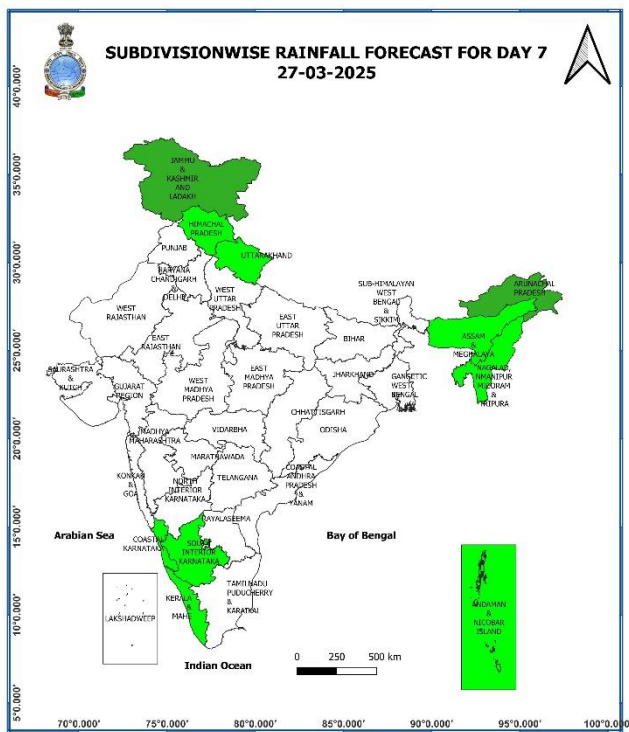 SUBDIVISIONWISE RAINFALL FORECAST FOR DAY 7
27-03-2025
40°0.000'
35°0.000'
30°0.000'
25°0.000'
20°0.000'
15°0.000'
10°0.000'
5°0.000'
JAMMU
&
KASHMIR
AND
LADAKH
HIMACHAL
PRADESH
PUNJAB
UTTARAKHAND
HARYANA
CHANDIGARH
&
DELHI
WEST
UTTAR
PRADESH
SUB-HIMALAYAN
WEST
BENGAL
&
SIKKIM
ARUNACHAL
PRADESH
WEST
RAJASTHAN
EAST
UTTAR
PRADESH
ASSAM
&
MEGHALAYA
EAST
RAJASTHAN
BIHAR
NAGALAND
MANIPUR
MIZORAM
&
TRIPURA
SAURASHTRA
& KUTCH
GUJARAT
REGION
WEST
MADHYA
PRADESH
EAST
MADHYA
PRADESH
JHARKHAND
GANGETIC
WEST
BENGAL
CHHATTISGARH
ODISHA
MADHYA
MAHARASHTRA
VIDARBHA
MARATHAWADA
KONKAN
&
GOA
NORTH
INTERIOR
KARNATAKA
TELANGANA
COASTAL
ANDHRA
PRADESH
&
YANAM
RAYALASEEMA
Arabian Sea
COASTAL
KARNATAKA
SOUTH
INTERIOR
KARNATAKA
Bay of Bengal
LAKSHADWEEP
KERALA
&
MAHE
TAMILNADU
PUDUCHERRY
&
KARAIKAL
ANDAMAN
&
NICOBAR
ISLAND
Indian Ocean
0 250 500 km
70°0.000' 75°0.000' 80°0.000' 85°0.000' 90°0.000' 95°0.000' 100°0.000